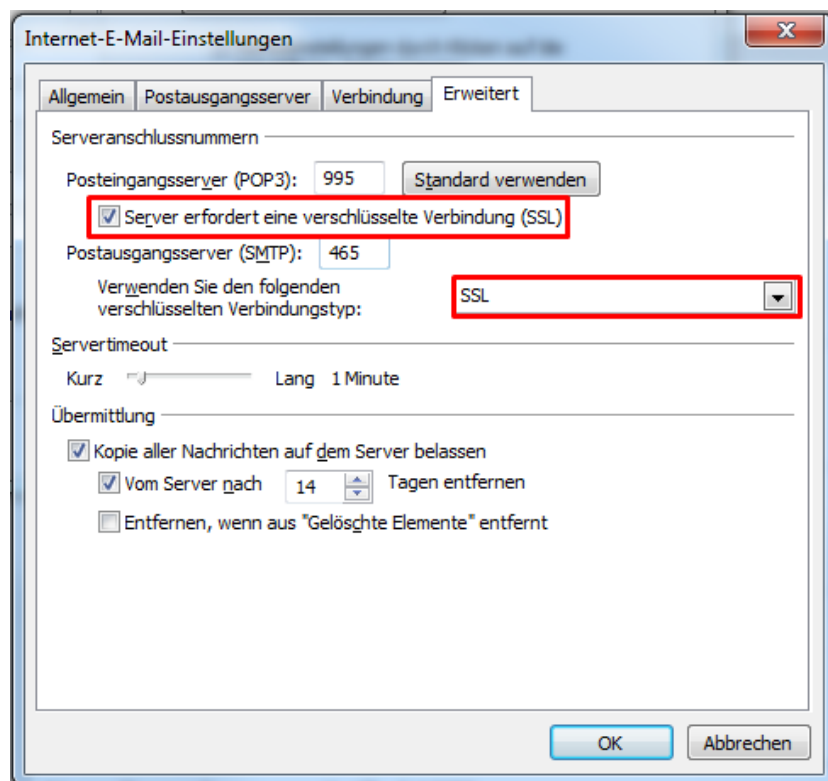 Internet-E-Mail-Einstellungen
Allgemein Postausgangsserver Verbindung Erweitert
Serveranschlussnummern
Posteingangsserver (POP3): 995 Standard verwenden
Server erfordert eine verschlüsselte Verbindung (SSL)
Postausgangsserver (SMTP): 465
Verwenden Sie den folgenden
verschlüsselten Verbindungstyp: SSL
Servertimeout
Kurz Lang 1 Minute
Übermittlung
Kopie aller Nachrichten auf dem Server belassen
Vom Server nach 14 Tagen entfernen
Entfernen, wenn aus "Gelöschte Elemente" entfernt
OK Abbrechen